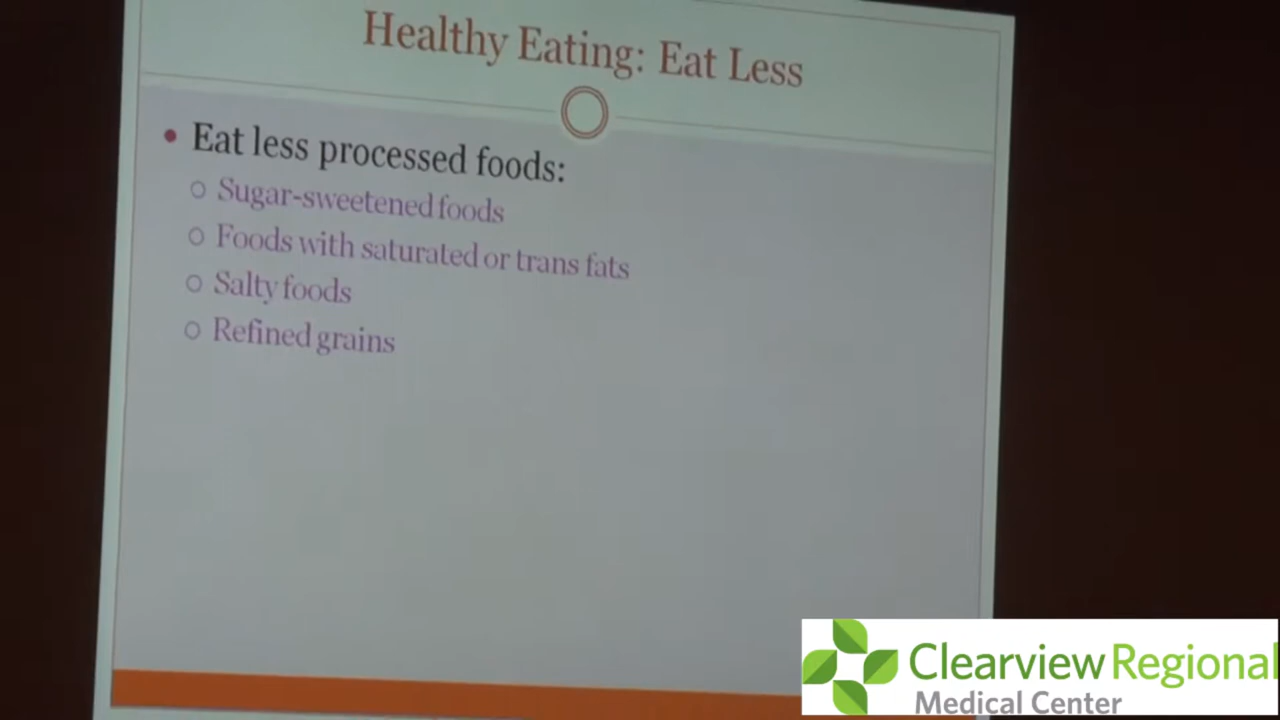 Healthy Eating: Eat Less
• Eat less processed foods:
o Sugar-sweetened foods
o Foods with saturated or trans fats
o Salty foods
o Refined grains
Clearview Regional
Medical Center